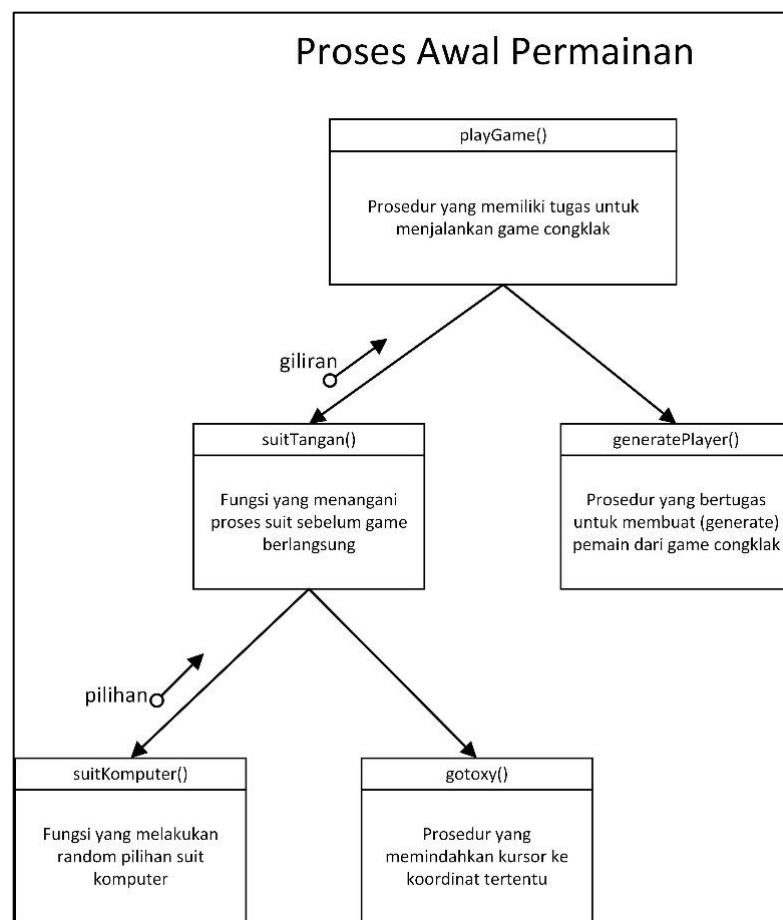 Proses Awal Permainan
playGame()
Prosedur yang memiliki tugas untuk
menjalankan game congklak
giliran
suitTangan()
Fungsi yang menangani
proses suit sebelum game
berlangsung
generatePlayer()
Prosedur yang bertugas
untuk membuat (generate)
pemain dari game congklak
pilihan
suitKomputer()
Fungsi yang melakukan
random pilihan suit
komputer
gotoxy()
Prosedur yang
memindahkan kursor ke
koordinat tertentu